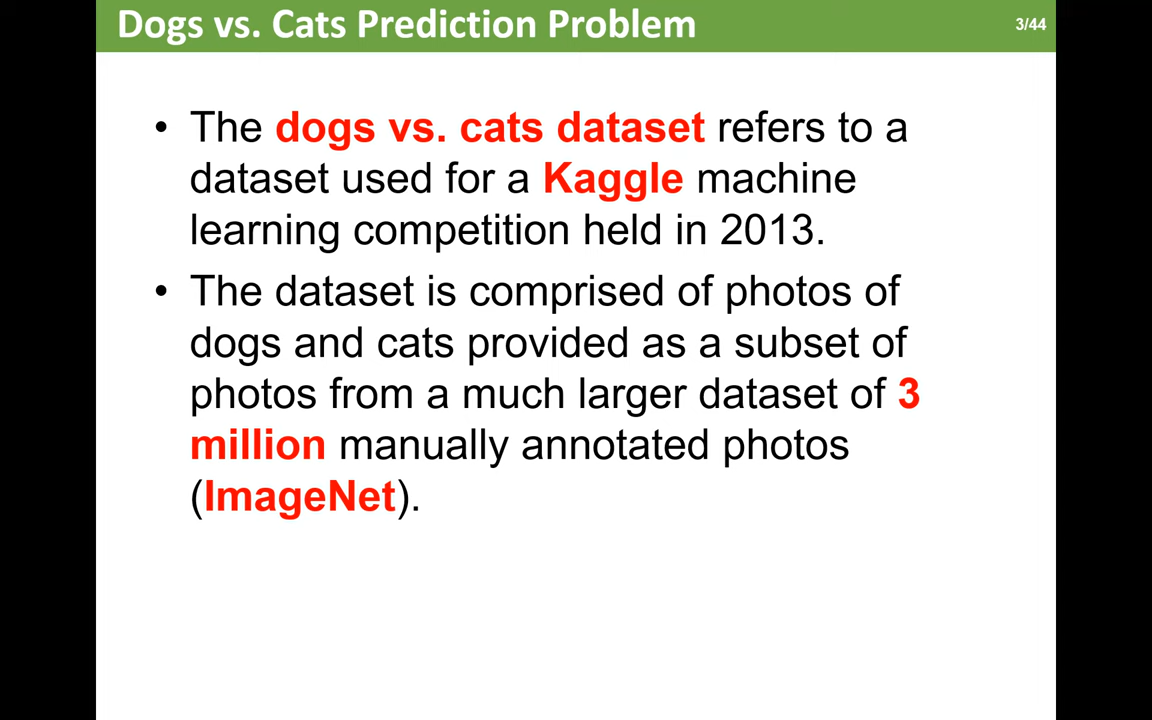 Dogs vs. Cats Prediction Problem
3/44
• The dogs vs. cats dataset refers to a
dataset used for a Kaggle machine
learning competition held in 2013.
• The dataset is comprised of photos of
dogs and cats provided as a subset of
photos from a much larger dataset of 3
million manually annotated photos
(ImageNet).